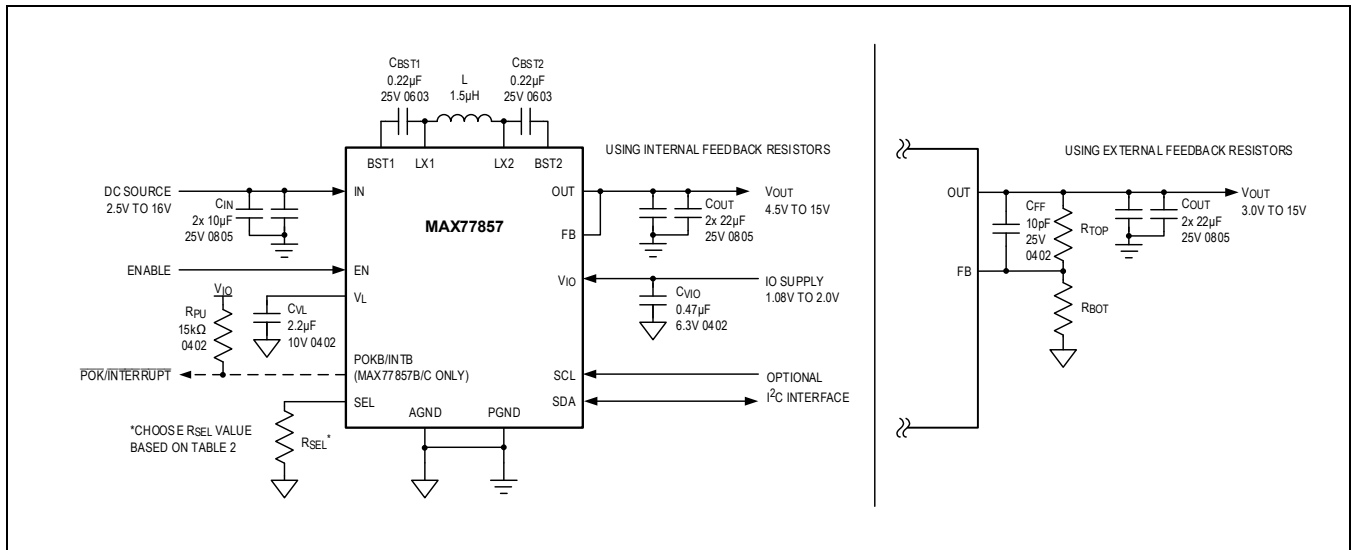 CBST1
0.22µF
25V 0603
L
1.5µH
CBST2
0.22µF
25V 0603
BST1
LX1
LX2
BST2
USING INTERNAL FEEDBACK RESISTORS
DC SOURCE
2.5V TO 16V
CIN
2x 10µF
25V 0805
IN
MAX77857
OUT
FB
COUT
2x 22µF
25V 0805
VOUT
4.5V TO 15V
ENABLE
EN
VIO
RPU
15kΩ
0402
CVL
2.2µF
10V 0402
VL
VIO
CVIO
0.47µF
6.3V 0402
IO SUPPLY
1.08V TO 2.0V
POK/INTERRUPT
POKB/INTB
(MAX77857B/C ONLY)
SCL
SDA
OPTIONAL
I²C INTERFACE
SEL
*CHOOSE RSEL VALUE
BASED ON TABLE 2
RSEL*
AGND
PGND
USING EXTERNAL FEEDBACK RESISTORS
OUT
CFF
10pF
25V
0402
RTOP
COUT
2x 22µF
25V 0805
VOUT
3.0V TO 15V
FB
RBOT